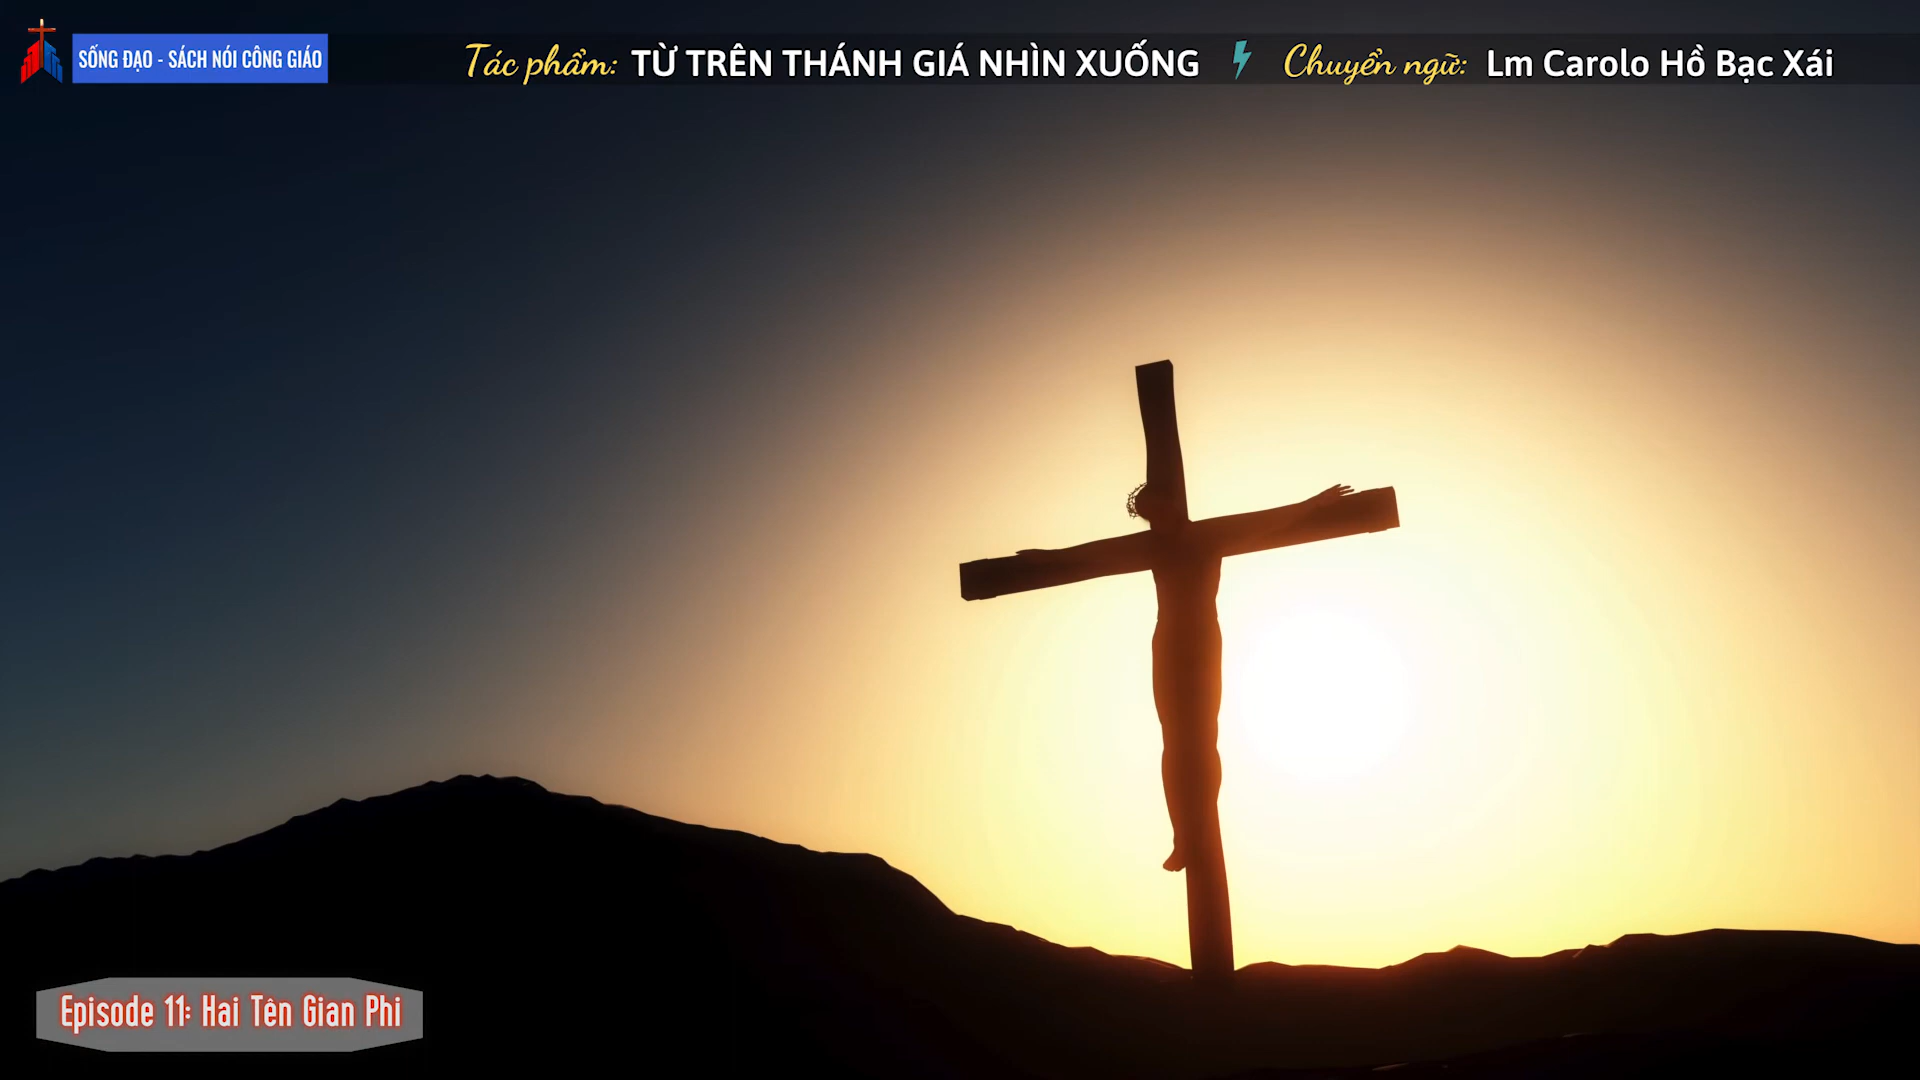 SỐNG ĐẠO - SÁCH NÓI CÔNG GIÁO
Tác phẩm: TỪ TRÊN THÁNH GIÁ NHÌN XUỐNG Chuyển ngữ: Lm Carolo Hồ Bạc Xái
Episode 11: Hai Tên Gian Phi